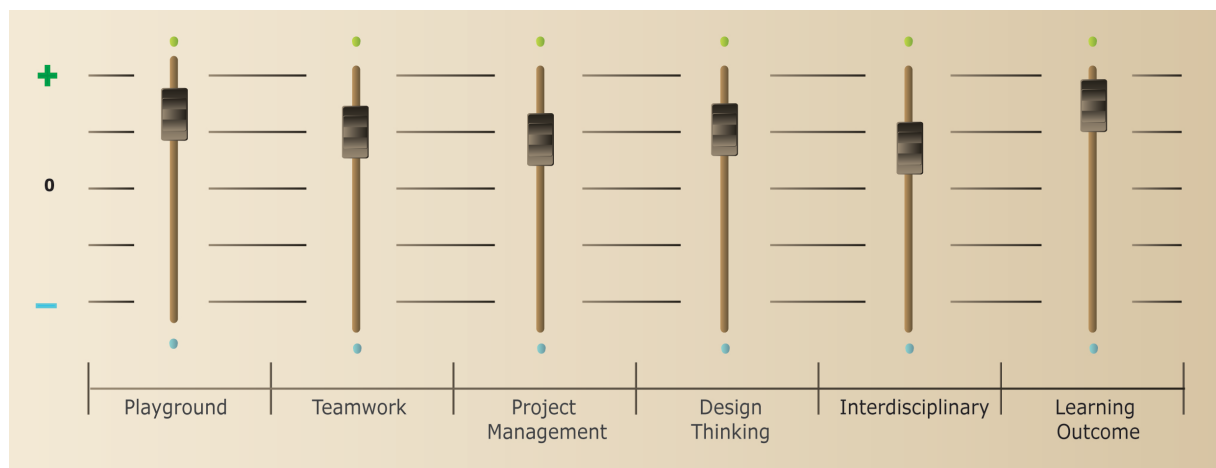 +
0
−
Playground
Teamwork
Project
Management
Design
Thinking
Interdisciplinary
Learning
Outcome